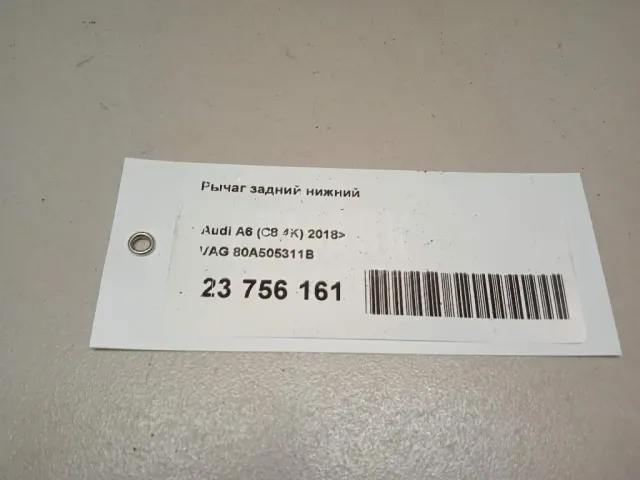 Рычаг задний нижний
Audi A6 (C8,4K) 2018>
VAG 80A505311B
23 756 161